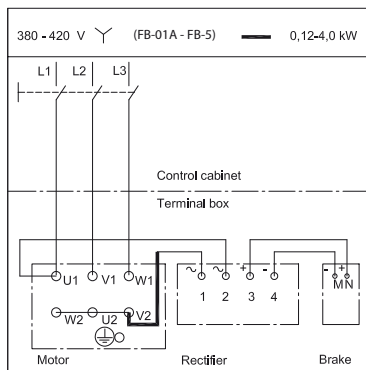 380 - 420 V (FB-01A - FB-5) 0,12-4,0 kW
L1 L2 L3
Control cabinet
Terminal box
U1 V1 W1 ~ ~ + - - +
1 2 3 4 M N
W2 U2 V2
Motor Rectifier Brake